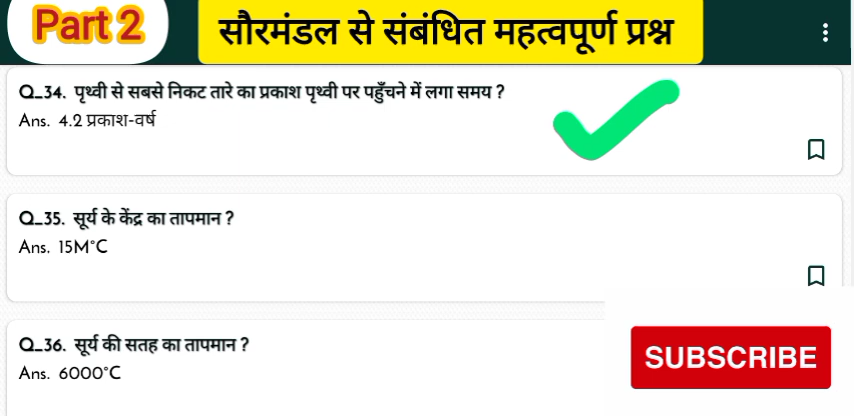 Part 2
सौरमंडल से संबंधित महत्वपूर्ण प्रश्न
Q_34. पृथ्वी से सबसे निकट तारे का प्रकाश पृथ्वी पर पहुँचने में लगा समय ?
Ans. 4.2 प्रकाश-वर्ष
Q_35. सूर्य के केंद्र का तापमान ?
Ans. 15M°C
Q_36. सूर्य की सतह का तापमान ?
Ans. 6000°C
SUBSCRIBE